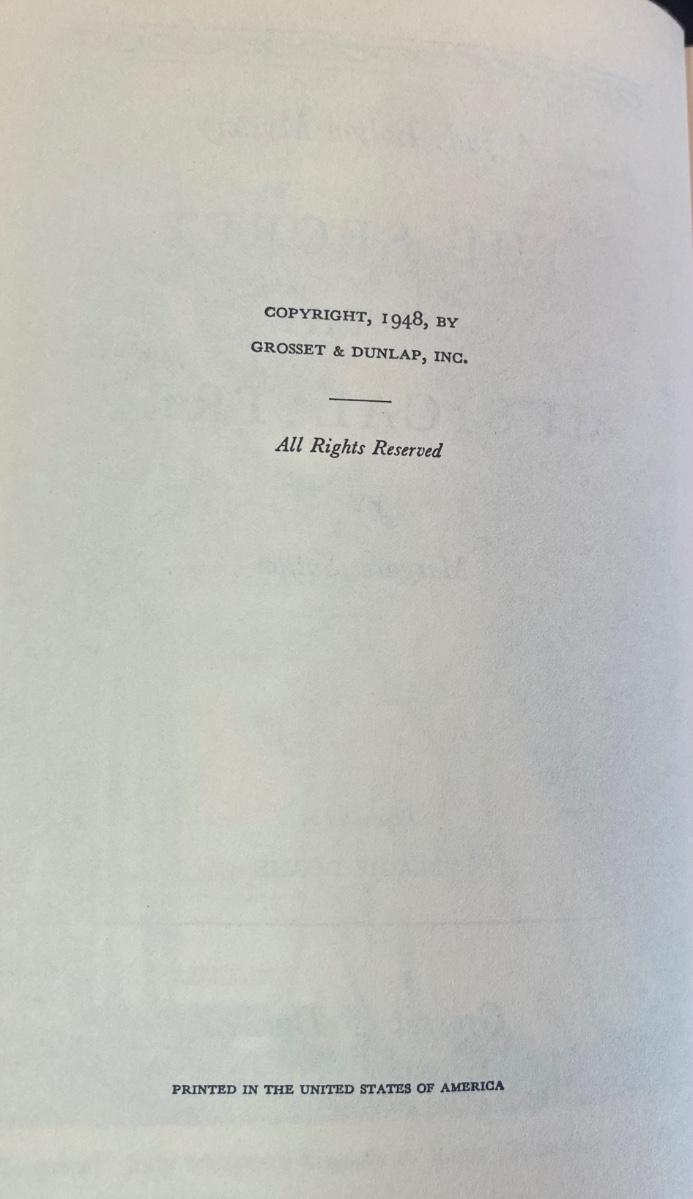 COPYRIGHT, 1948, BY
GROSSET & DUNLAP, INC.
All Rights Reserved
PRINTED IN THE UNITED STATES OF AMERICA